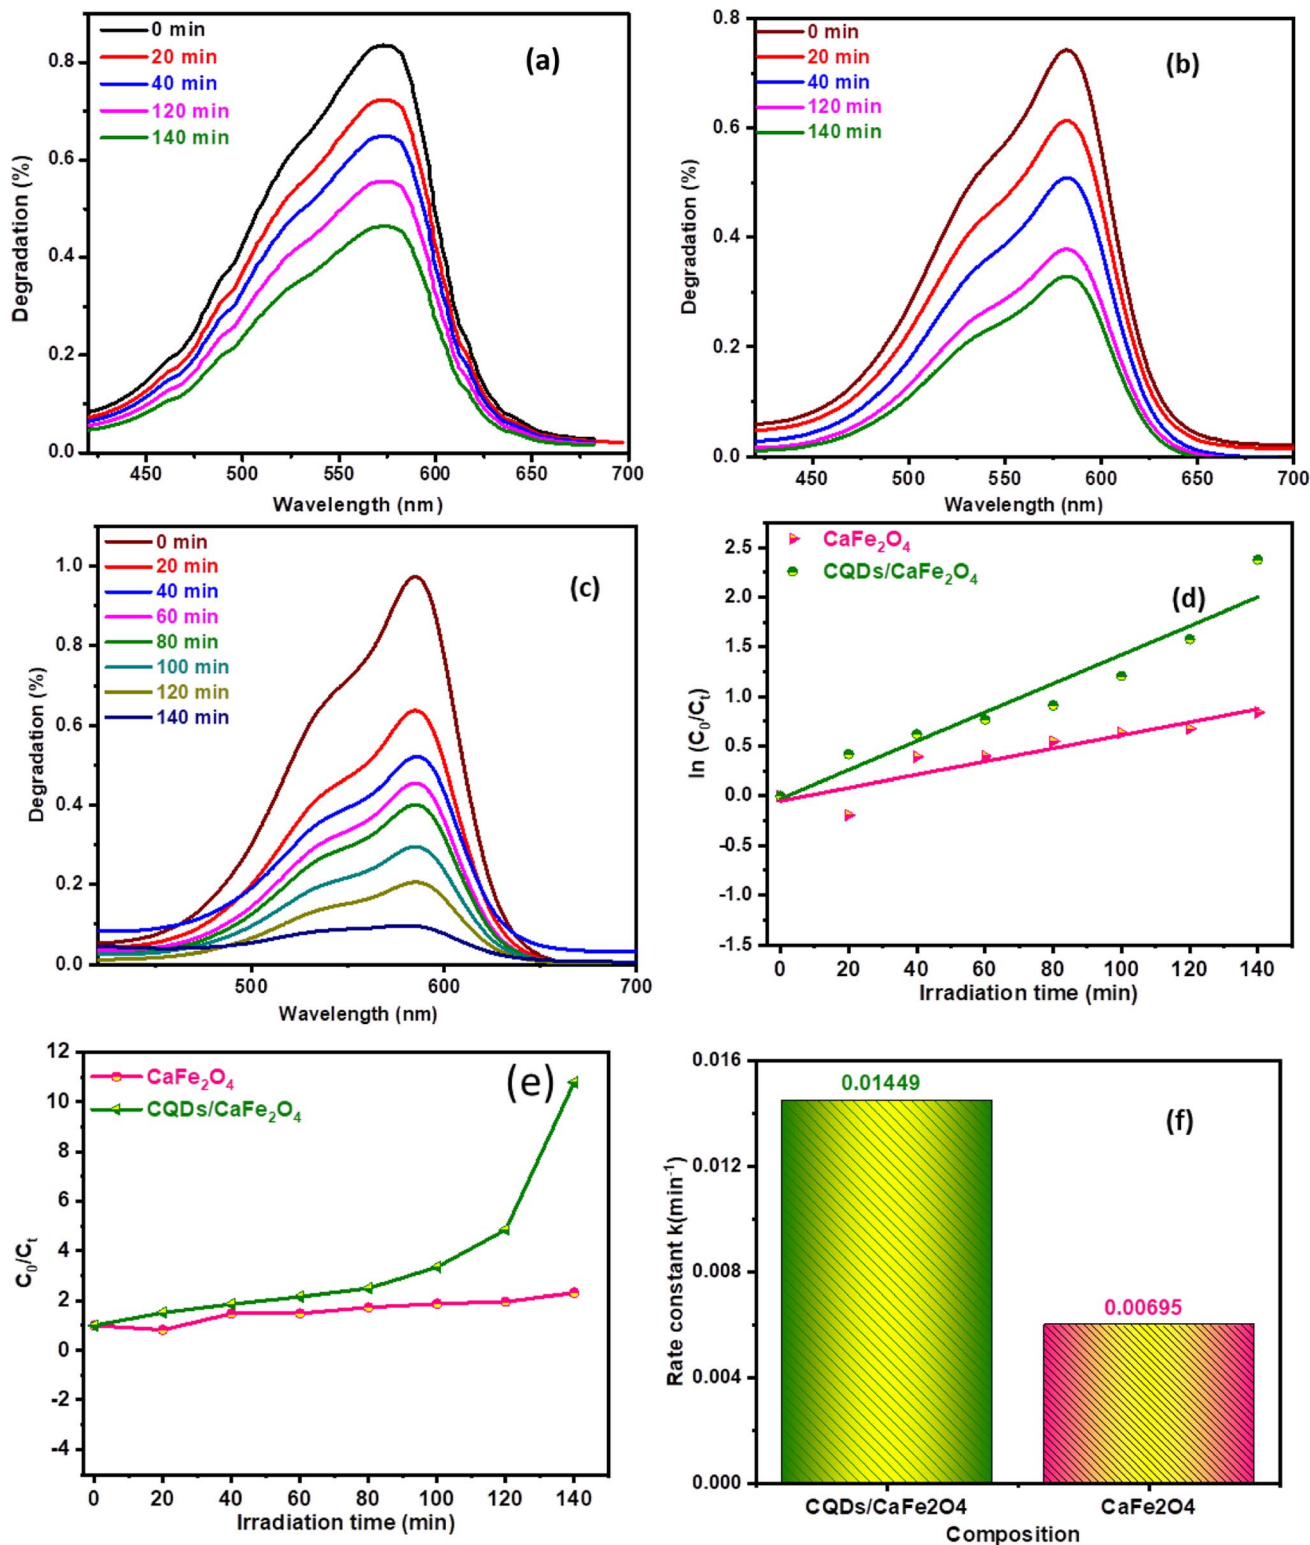 0 min
20 min
40 min
120 min
140 min
(a)
0.8
0.6
0.4
0.2
0.0
Degradation (%)
450 500 550 600 650 700
Wavelength (nm)
0 min
20 min
40 min
120 min
140 min
(b)
0.8
0.6
0.4
0.2
0.0
Degradation (%)
450 500 550 600 650 700
Wavelength (nm)
0 min
20 min
40 min
60 min
80 min
100 min
120 min
140 min
(c)
1.0
0.8
0.6
0.4
0.2
0.0
Degradation (%)
500 600 700
Wavelength (nm)
CaFe₂O₄
CQDs/CaFe₂O₄
(d)
2.5
2.0
1.5
1.0
0.5
0.0
-0.5
-1.0
-1.5
ln (C₀/Cₜ)
0 20 40 60 80 100 120 140
Irradiation time (min)
CaFe₂O₄
CQDs/CaFe₂O₄
(e)
12
10
8
6
4
2
0
-2
-4
C₀/Cₜ
0 20 40 60 80 100 120 140
Irradiation time (min)
0.01449
(f)
0.00695
0.016
0.012
0.008
0.004
0.000
Rate constant k(min⁻¹)
CQDs/CaFe2O4 CaFe2O4
Composition